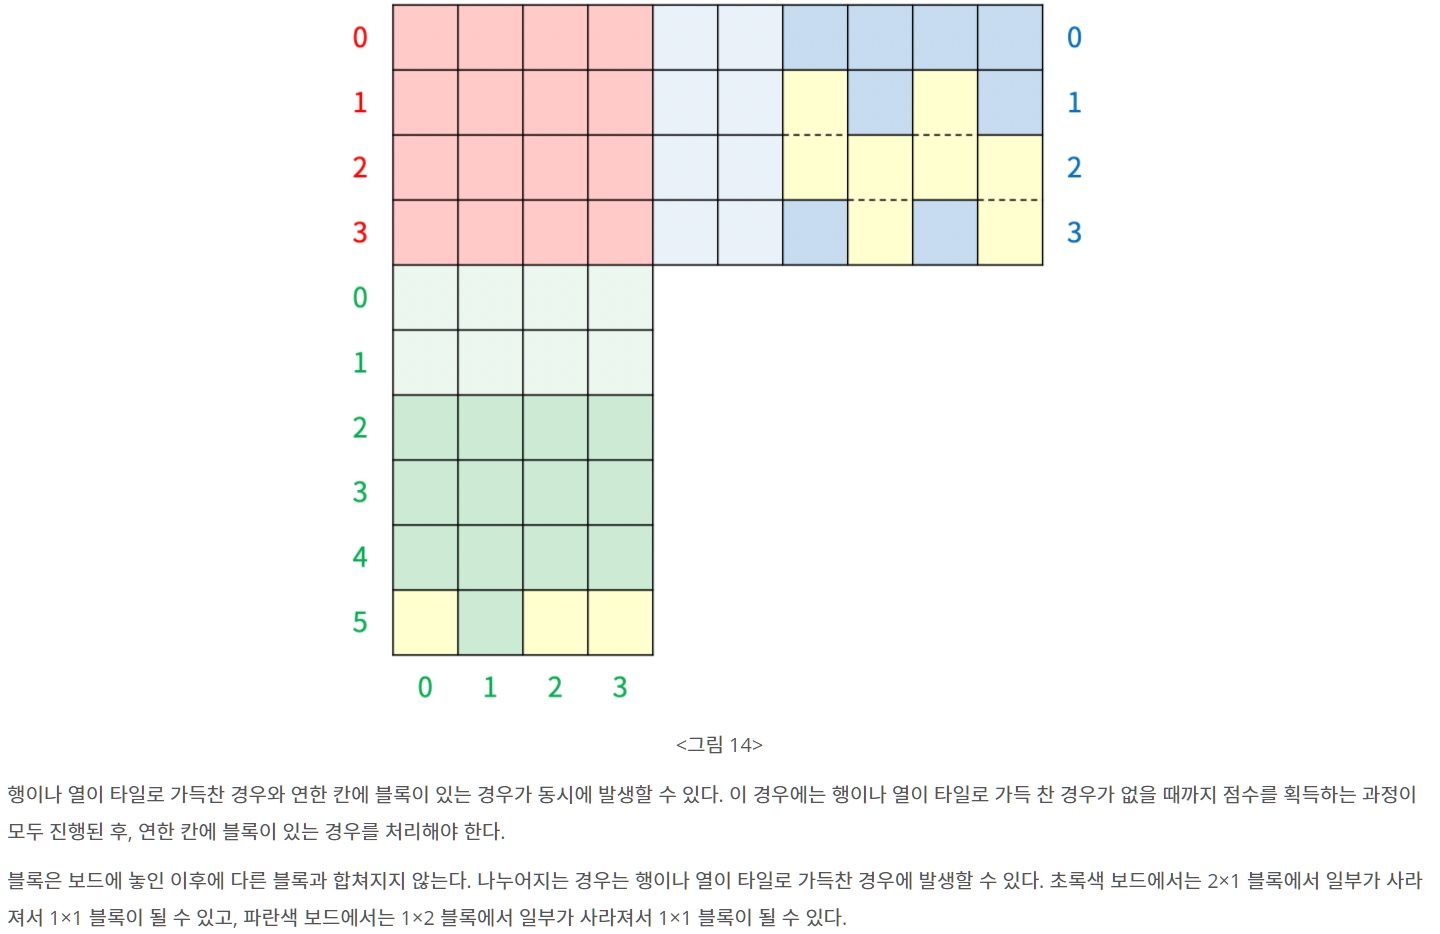 0 0
1 1
2 2
3 3
0
1
2
3
4
5
0 1 2 3
<그림 14>
행이나 열이 타일로 가득찬 경우와 연한 칸에 블록이 있는 경우가 동시에 발생할 수 있다. 이 경우에는 행이나 열이 타일로 가득 찬 경우가 없을 때까지 점수를 획득하는 과정이
모두 진행된 후, 연한 칸에 블록이 있는 경우를 처리해야 한다.
블록은 보드에 놓인 이후에 다른 블록과 합쳐지지 않는다. 나누어지는 경우는 행이나 열이 타일로 가득찬 경우에 발생할 수 있다. 초록색 보드에서는 2×1 블록에서 일부가 사라
져서 1×1 블록이 될 수 있고, 파란색 보드에서는 1×2 블록에서 일부가 사라져서 1×1 블록이 될 수 있다.